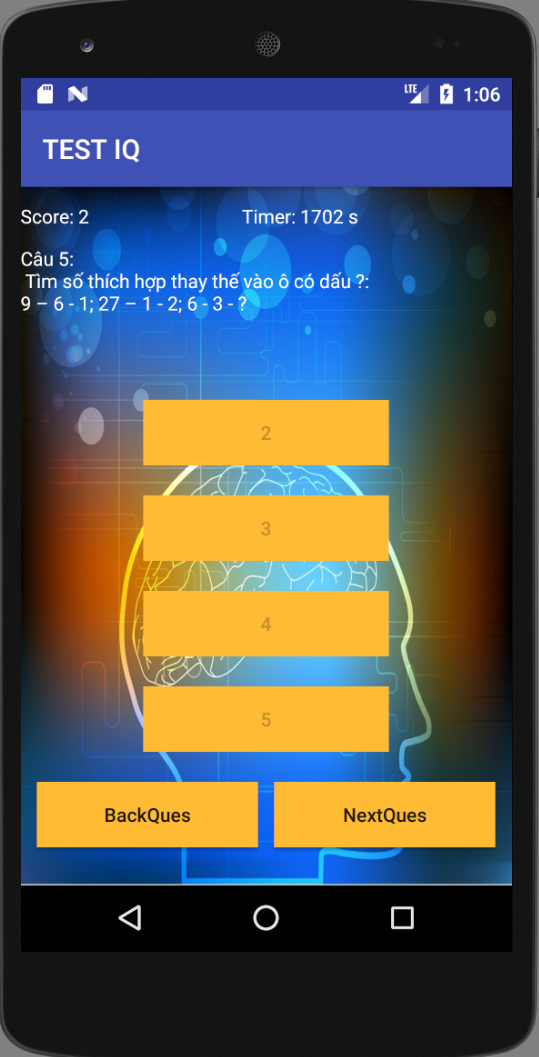 LTE 1:06
TEST IQ
Score: 2 Timer: 1702 s
Câu 5:
Tìm số thích hợp thay thế vào ô có dấu ?:
9 – 6 - 1; 27 – 1 - 2; 6 - 3 - ?
2
3
4
5
BackQues NextQues